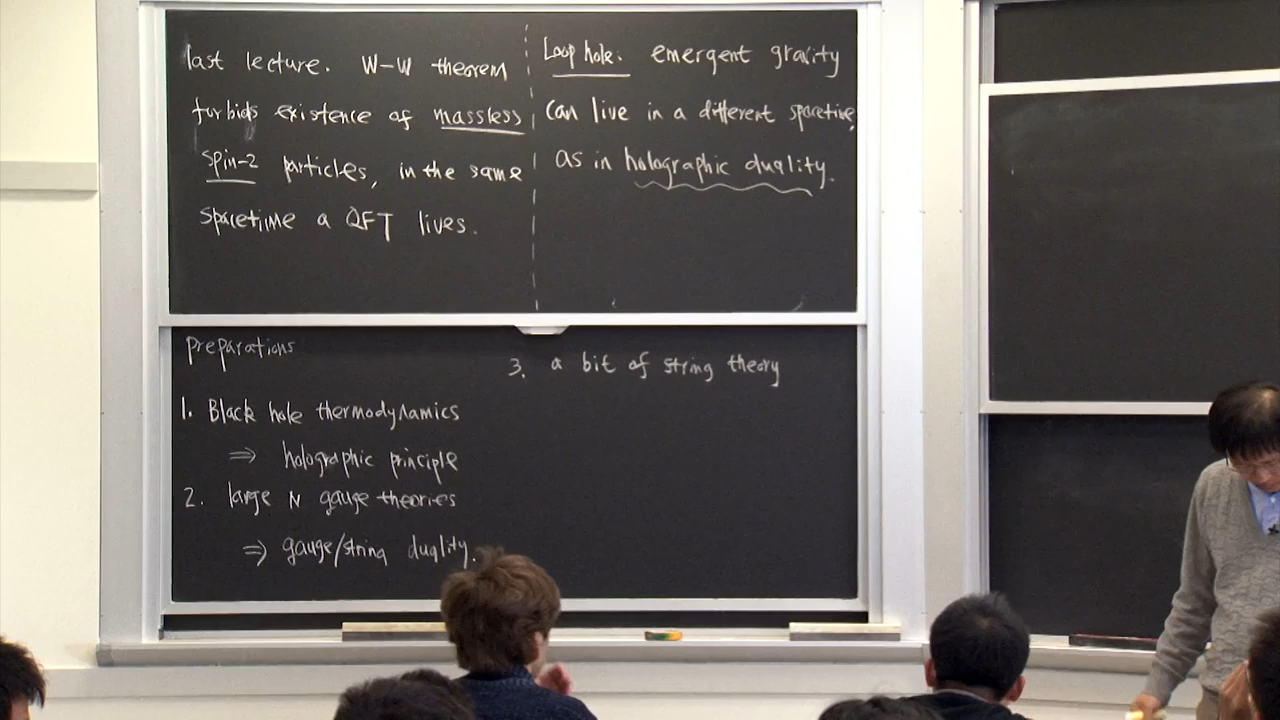 last lecture. W-W theorem
forbids existence of massless
spin-2 particles, in the same
spacetime a QFT lives.
Loop hole: emergent gravity
can live in a different spacetime,
as in holographic duality.
preparations
1. Black hole thermodynamics
⇒ holographic principle
2. large N gauge theories
⇒ gauge/string duality.
3. a bit of string theory